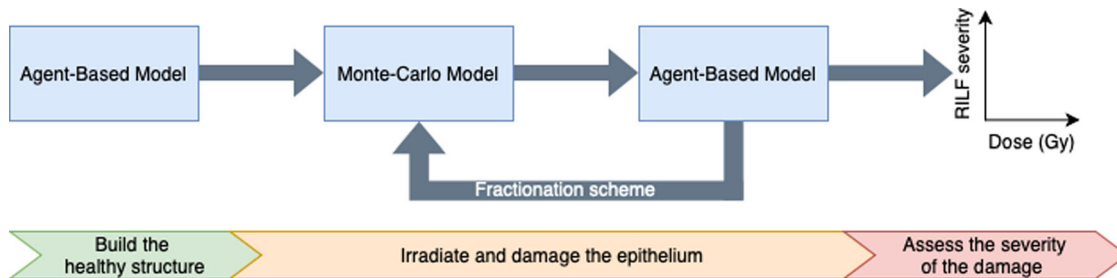 Agent-Based Model
Monte-Carlo Model
Agent-Based Model
RILF severity
Dose (Gy)
Fractionation scheme
Build the
healthy structure
Irradiate and damage the epithelium
Assess the severity
of the damage